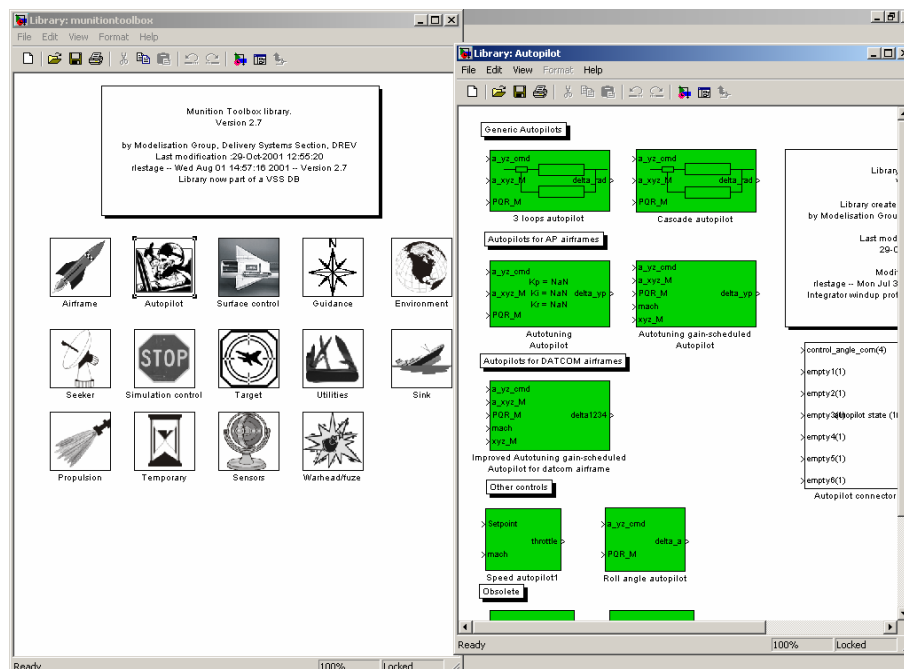 Library: munitiontoolbox
File Edit View Format Help
Munition Toolbox library.
Version 2.7
by Modelisation Group, Delivery Systems Section, DREV
Last modification :29-Oct-2001 12:55:20
rlestage -- Wed Aug 01 14:57:16 2001 -- Version 2.7
Library now part of a VSS DB
N
Airframe Autopilot Surface control Guidance Environment
STOP
Seeker Simulation control Target Utilities Sink
Propulsion Temporary Sensors Warhead/fuze
Ready 100% Locked
Library: Autopilot
File Edit View Format Help
Generic Autopilots
a_yz_cmd
a_xyz_M delta_rad
PQR_M
3 loops autopilot
a_yz_cmd
a_xyz_M delta_rad
PQR_M
Cascade autopilot
Library
Library create
by Modelisation Grou
Last mod
29-O
Modi
rlestage -- Mon Jul 3
Integrator windup prot
Autopilots for AP airframes
a_yz_cmd
Kp = NaN
a_xyz_M Ki = NaN delta_yp
Kr = NaN
PQR_M
Autotuning
Autopilot
a_yz_cmd
a_xyz_M
PQR_M delta_yp
mach
xyz_M
Autotuning gain-scheduled
Autopilot
Autopilots for DATCOM airframes
a_yz_cmd
a_xyz_M
PQR_M delta1234
mach
xyz_M
Improved Autotuning gain-scheduled
Autopilot for datcom airframe
control_angle_com(4)
empty1(1)
empty2(1)
empty3(1) autopilot state (1
empty4(1)
empty5(1)
empty6(1)
Autopilot connector
Other controls
Setpoint
throttle
mach
Speed autopilot1
a_yz_cmd
delta_a
PQR_M
Roll angle autopilot
Obsolete
Ready 100% Locked